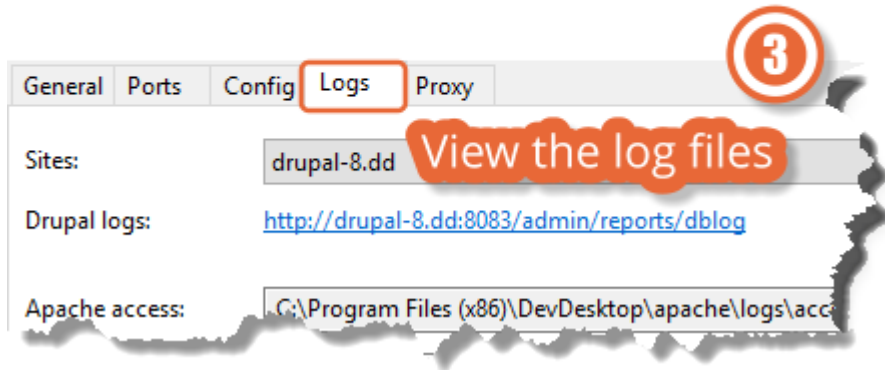 3
General Ports Config Logs Proxy
View the log files
Sites: drupal-8.dd
Drupal logs: http://drupal-8.dd:8083/admin/reports/dblog
Apache access: C:\Program Files (x86)\DevDesktop\apache\logs\acc